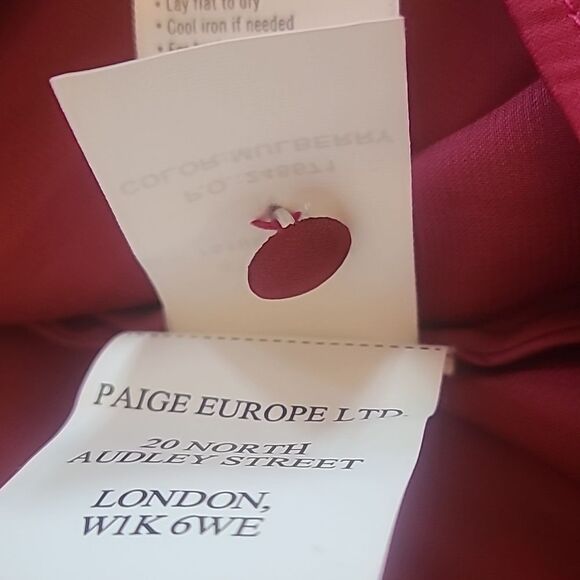 • Lay flat to dry
• Cool iron if needed
COLOR: MULBERRY
P.O.: 248671
PAIGE EUROPE LTD.
20 NORTH
AUDLEY STREET
LONDON,
W1K 6WE